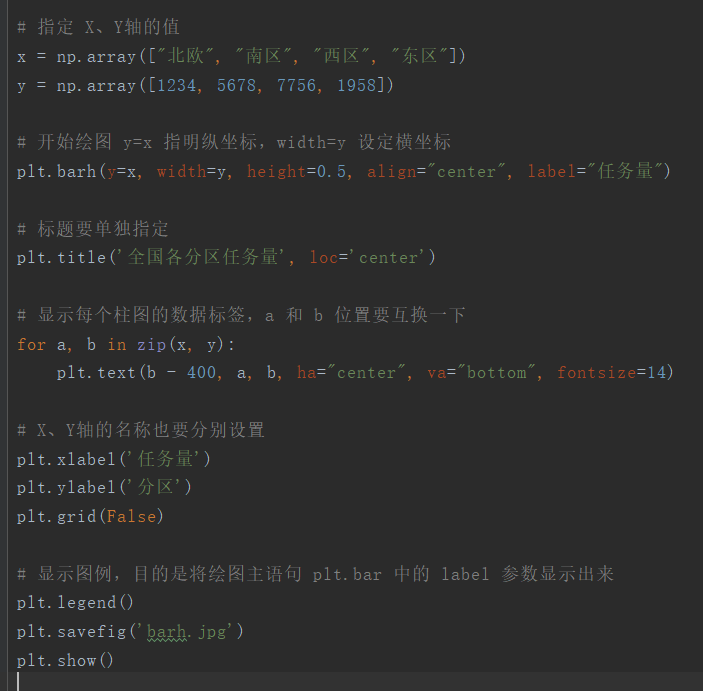 # 指定 X、Y轴的值
x = np.array(["北欧", "南区", "西区", "东区"])
y = np.array([1234, 5678, 7756, 1958])
# 开始绘图 y=x 指明纵坐标，width=y 设定横坐标
plt.barh(y=x, width=y, height=0.5, align="center", label="任务量")
# 标题要单独指定
plt.title('全国各分区任务量', loc='center')
# 显示每个柱图的数据标签，a 和 b 位置要互换一下
for a, b in zip(x, y):
    plt.text(b - 400, a, b, ha="center", va="bottom", fontsize=14)
# X、Y轴的名称也要分别设置
plt.xlabel('任务量')
plt.ylabel('分区')
plt.grid(False)
# 显示图例，目的是将绘图主语句 plt.bar 中的 label 参数显示出来
plt.legend()
plt.savefig('barh.jpg')
plt.show()